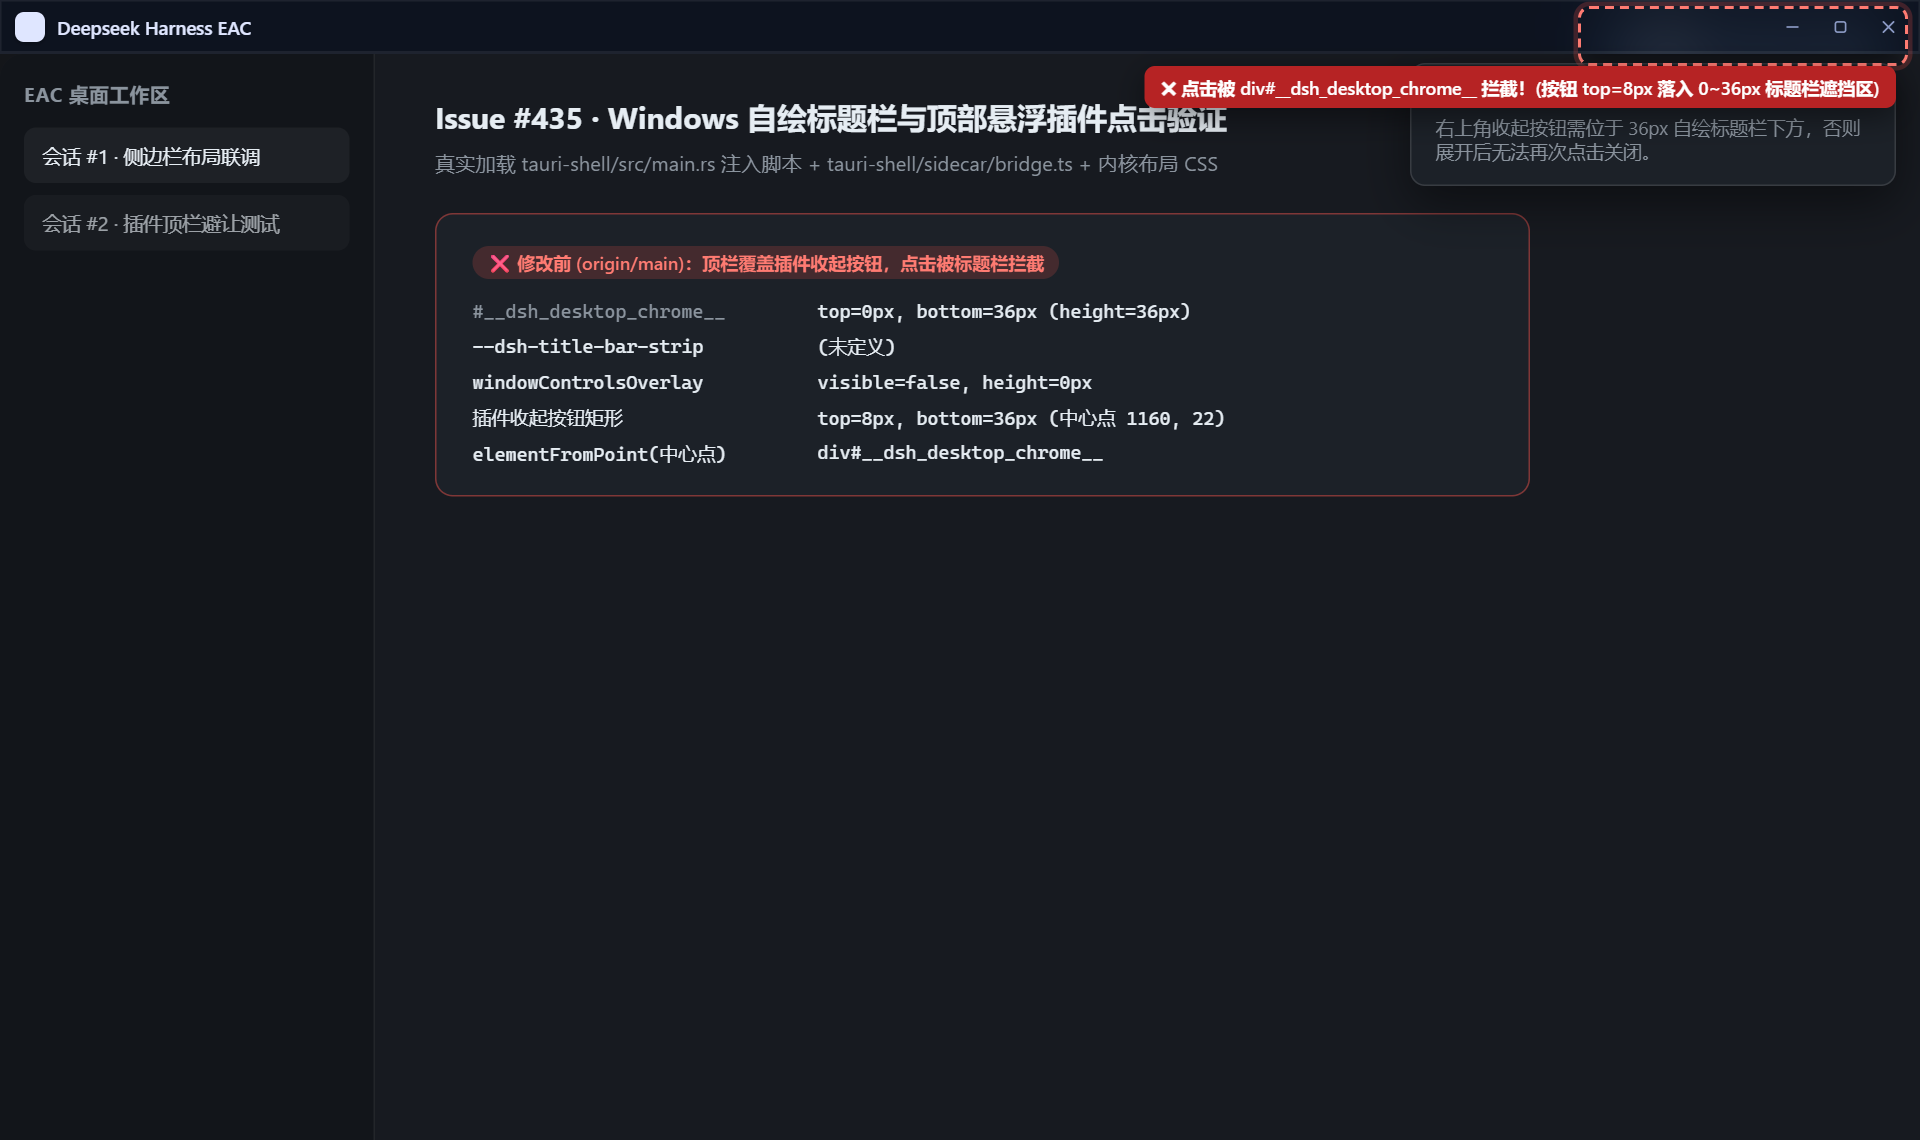 Deepseek Harness EAC
EAC 桌面工作区
会话 #1 · 侧边栏布局联调
会话 #2 · 插件顶栏避让测试
❌ 点击被 div#__dsh_desktop_chrome__ 拦截！(按钮 top=8px 落入 0~36px 标题栏遮挡区)
右上角收起按钮需位于 36px 自绘标题栏下方，否则
展开后无法再次点击关闭。
Issue #435 · Windows 自绘标题栏与顶部悬浮插件点击验证
真实加载 tauri-shell/src/main.rs 注入脚本 + tauri-shell/sidecar/bridge.ts + 内核布局 CSS
❌ 修改前 (origin/main)：顶栏覆盖插件收起按钮，点击被标题栏拦截
#__dsh_desktop_chrome__ top=0px, bottom=36px (height=36px)
--dsh-title-bar-strip (未定义)
windowControlsOverlay visible=false, height=0px
插件收起按钮矩形 top=8px, bottom=36px (中心点 1160, 22)
elementFromPoint(中心点) div#__dsh_desktop_chrome__